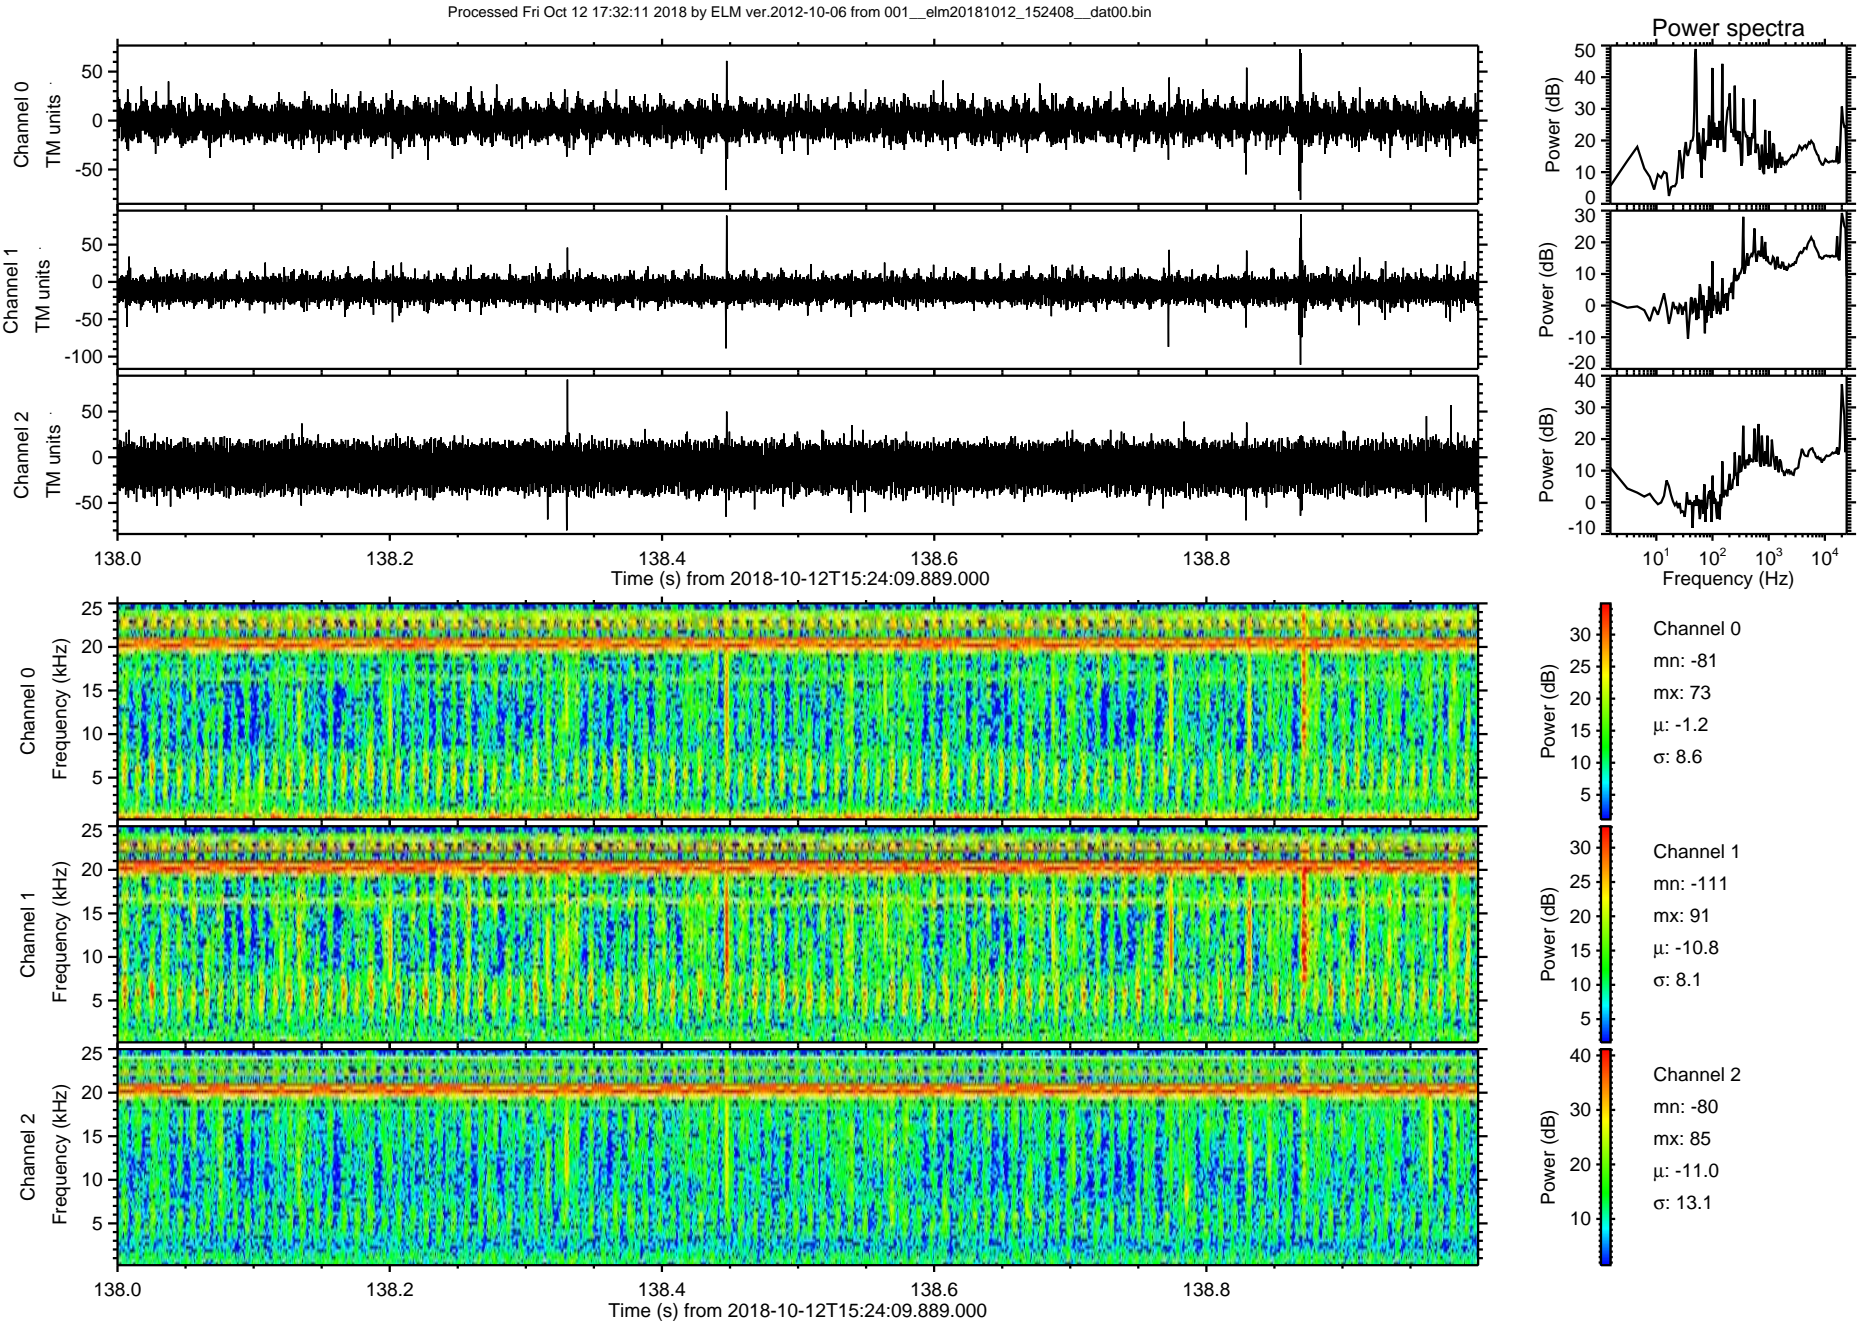 Processed Fri Oct 12 17:32:11 2018 by ELM ver.2012-10-06 from 001__elm20181012_152408__dat00.bin
Power spectra
Channel 0
TM units
50
0
-50
Power (dB)
50
40
30
20
10
0
Channel 1
TM units
50
0
-50
-100
Power (dB)
30
20
10
0
-10
-20
Channel 2
TM units
50
0
-50
Power (dB)
40
30
20
10
0
-10
138.0 138.2 138.4 138.6 138.8
Time (s) from 2018-10-12T15:24:09.889.000
10¹ 10² 10³ 10⁴
Frequency (Hz)
Channel 0
Frequency (kHz)
25
20
15
10
5
Power (dB)
30
25
20
15
10
5
Channel 0
mn: -81
mx: 73
μ: -1.2
σ: 8.6
Channel 1
Frequency (kHz)
25
20
15
10
5
Power (dB)
30
25
20
15
10
5
Channel 1
mn: -111
mx: 91
μ: -10.8
σ: 8.1
Channel 2
Frequency (kHz)
25
20
15
10
5
Power (dB)
40
30
20
10
Channel 2
mn: -80
mx: 85
μ: -11.0
σ: 13.1
138.0 138.2 138.4 138.6 138.8
Time (s) from 2018-10-12T15:24:09.889.000